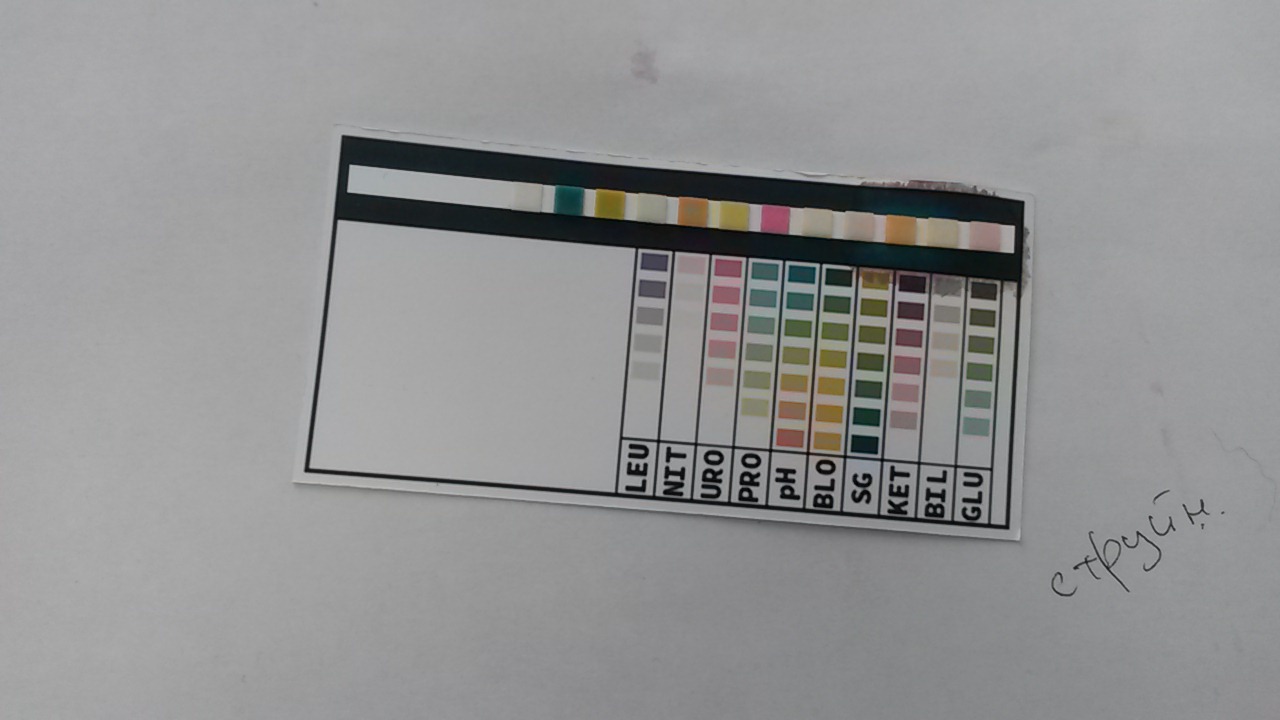 LEU
NIT
URO
PRO
pH
BLO
SG
KET
BIL
GLU
струйн.